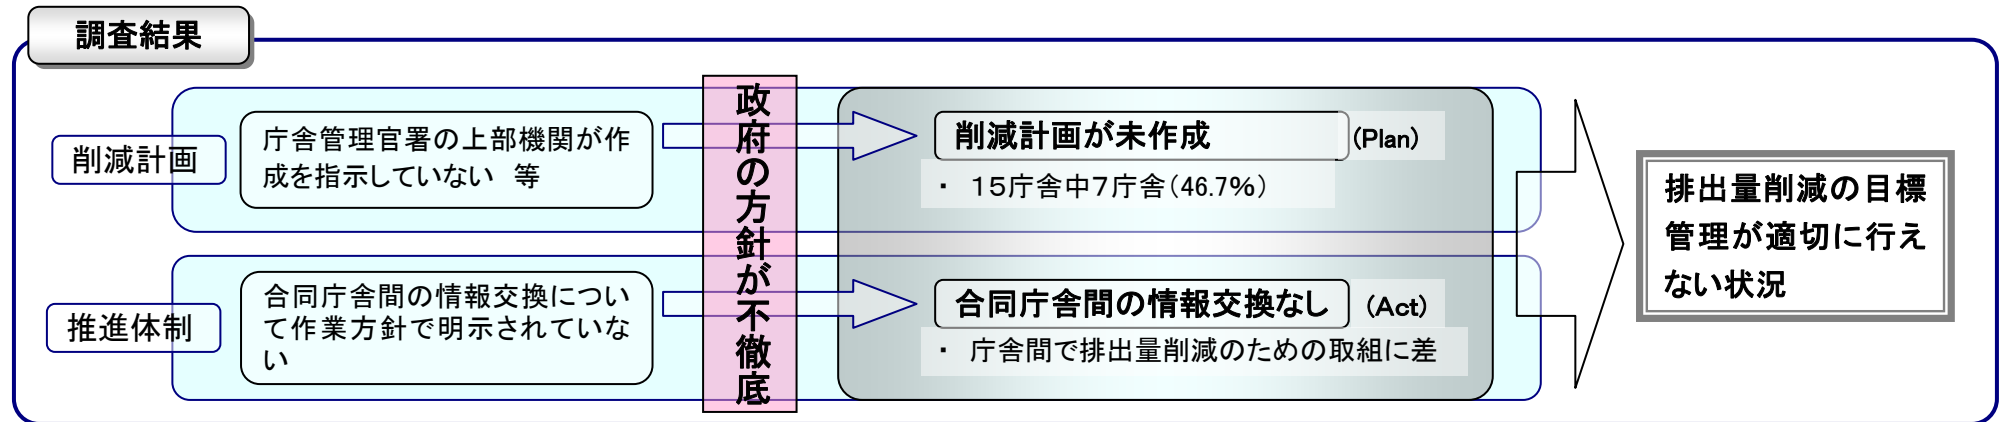 調査結果
削減計画
庁舎管理官署の上部機関が作
成を指示していない　等
推進体制
合同庁舎間の情報交換につい
て作業方針で明示されていな
い
政府の方針が不徹底
削減計画が未作成
(Plan)
・ 15庁舎中7庁舎(46.7%)
合同庁舎間の情報交換なし
(Act)
・ 庁舎間で排出量削減のための取組に差
排出量削減の目標
管理が適切に行え
ない状況